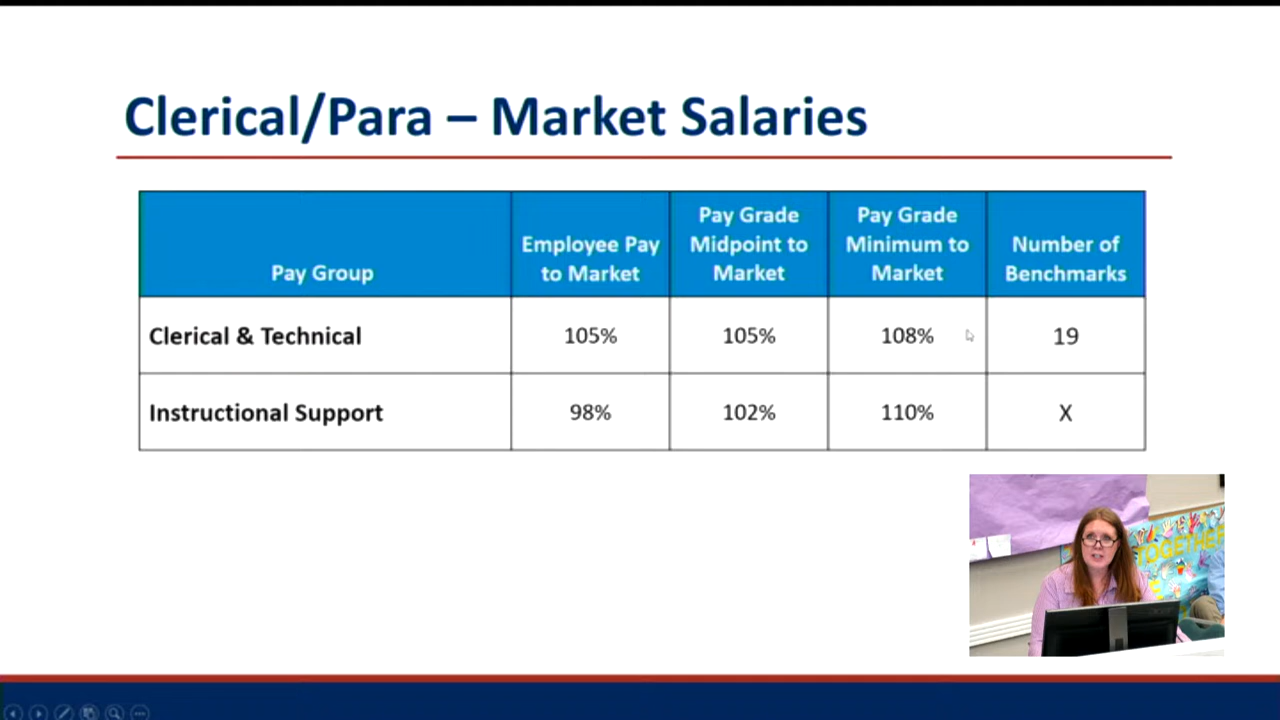 Clerical/Para – Market Salaries
Pay Group
Employee Pay
to Market
Pay Grade
Midpoint to
Market
Pay Grade
Minimum to
Market
Number of
Benchmarks
Clerical & Technical
105%
105%
108%
19
Instructional Support
98%
102%
110%
X
TOGETHER